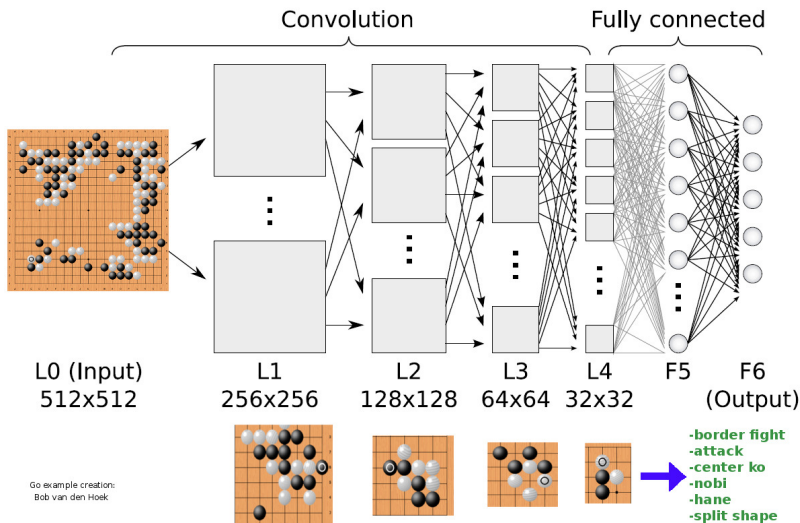 Convolution
Fully connected
L0 (Input)
512x512
L1
256x256
L2
128x128
L3
64x64
L4
32x32
F5
F6
(Output)
-border fight
-attack
-center ko
-nobi
-hane
-split shape
Go example creation:
Bob van den Hoek